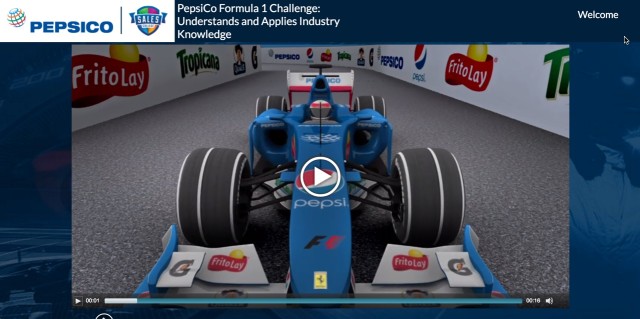 PEPSICO
SALES
PepsiCo Formula 1 Challenge:
Understands and Applies Industry
Knowledge
Welcome
FritoLay
Tropicana
PEPSICO
pepsi
FritoLay
T
pepsi
F1
G
FritoLay
FritoLay
G
00:01
00:16